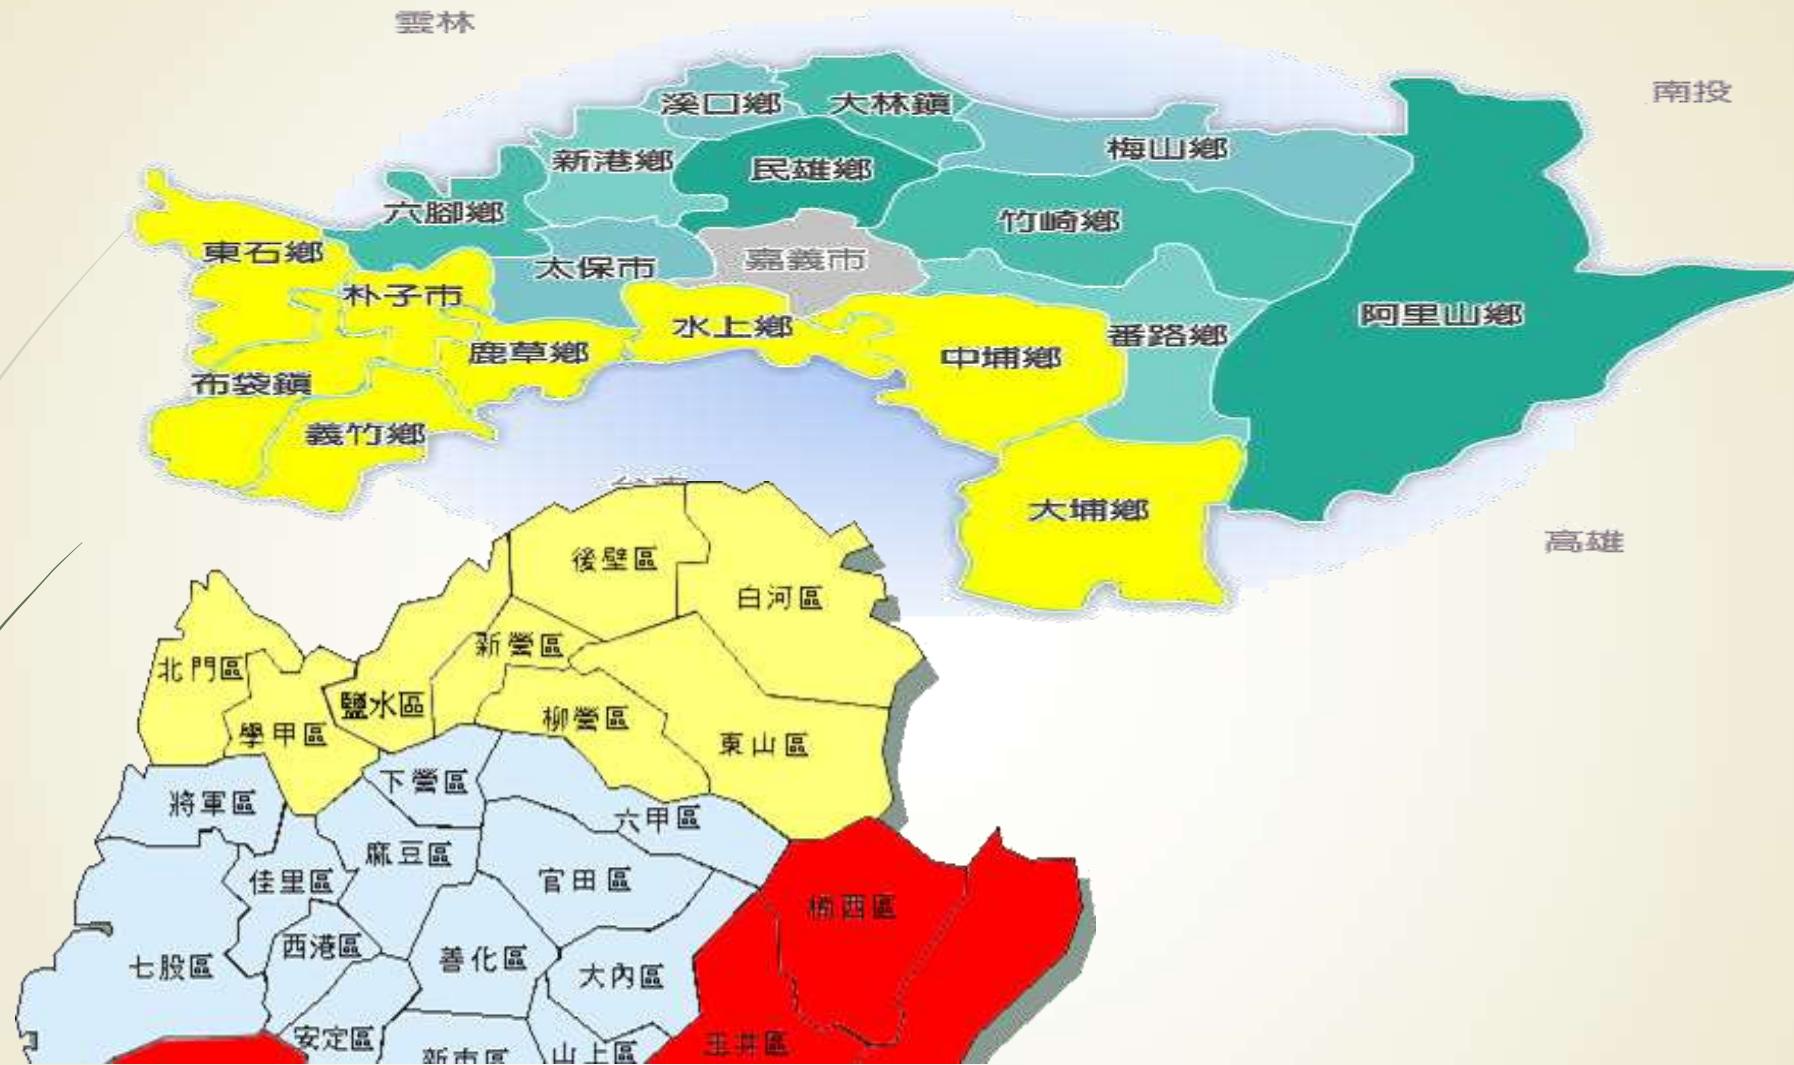 雲林
南投
溪口鄉
大林鎮
梅山鄉
新港鄉
民雄鄉
六腳鄉
竹崎鄉
東石鄉
太保市
嘉義市
朴子市
阿里山鄉
水上鄉
番路鄉
鹿草鄉
中埔鄉
布袋鎮
義竹鄉
大埔鄉
高雄
後壁區
白河區
新營區
北門區
鹽水區
柳營區
學甲區
東山區
下營區
將軍區
六甲區
麻豆區
佳里區
官田區
楠西區
西港區
善化區
七股區
大內區
安定區
玉井區
山上區
新市區